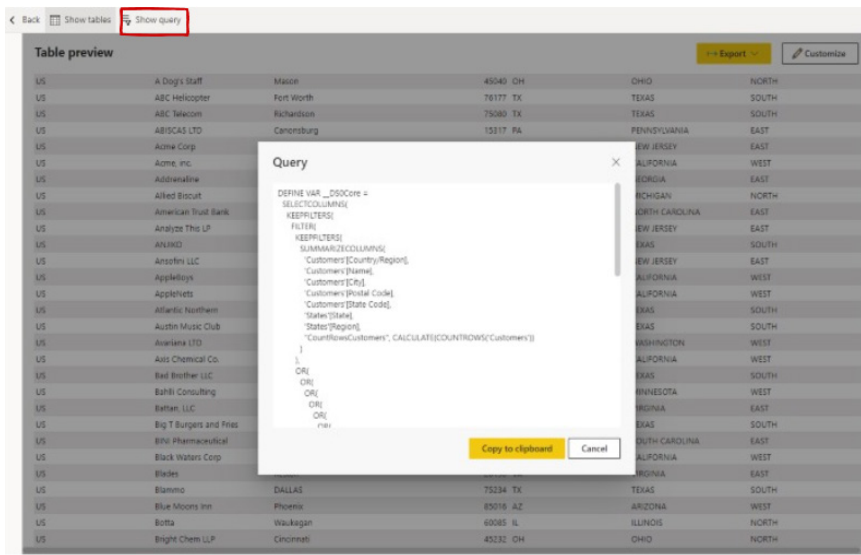 Back Show tables Show query
Table preview Export Customize
US A Dog's Staff Mason 45040 OH OHIO NORTH
US ABC Helicopter Fort Worth 76177 TX TEXAS SOUTH
US ABC Telecom Richardson 75080 TX TEXAS SOUTH
US ABISCAS LTD Canonsburg 15317 PA PENNSYLVANIA EAST
US Acme Corp JERSEY EAST
US Acme, inc. WEST
US Addrenaline EAST
US Allied Biscuit NORTH
US American Trust Bank CAROLINA EAST
US Analyze This LP JERSEY EAST
US ANJIKO SOUTH
US Ansofini LLC JERSEY EAST
US AppleBoys WEST
US AppleNets WEST
US Atlantic Northern SOUTH
US Austin Music Club SOUTH
US Avariana LTD WEST
US Axis Chemical Co. WEST
US Bad Brother LLC SOUTH
US Bahlli Consulting WEST
US Battan, LLC EAST
US Big T Burgers and Fries SOUTH
US BINI Pharmaceutical CAROLINA EAST
US Black Waters Corp WEST
US Blades EAST
US Blammo DALLAS 75234 TX TEXAS SOUTH
US Blue Moons Inn Phoenix 85016 AZ ARIZONA WEST
US Botta Waukegan 60085 IL ILLINOIS NORTH
US Bright Chem LLP Cincinnati 45232 OH OHIO NORTH
Query
DEFINE VAR __DS0Core =
SELECTCOLUMNS(
KEEPFILTERS(
FILTER(
KEEPFILTERS(
SUMMARIZECOLUMNS(
'Customers'[Country/Region],
'Customers'[Name],
'Customers'[City],
'Customers'[Postal Code],
'Customers'[State Code],
'States'[State],
'States'[Region],
"CountRowsCustomers", CALCULATE(COUNTROWS('Customers'))
)
),
OR(
OR(
OR(
OR(
OR(
OR(
Copy to clipboard Cancel